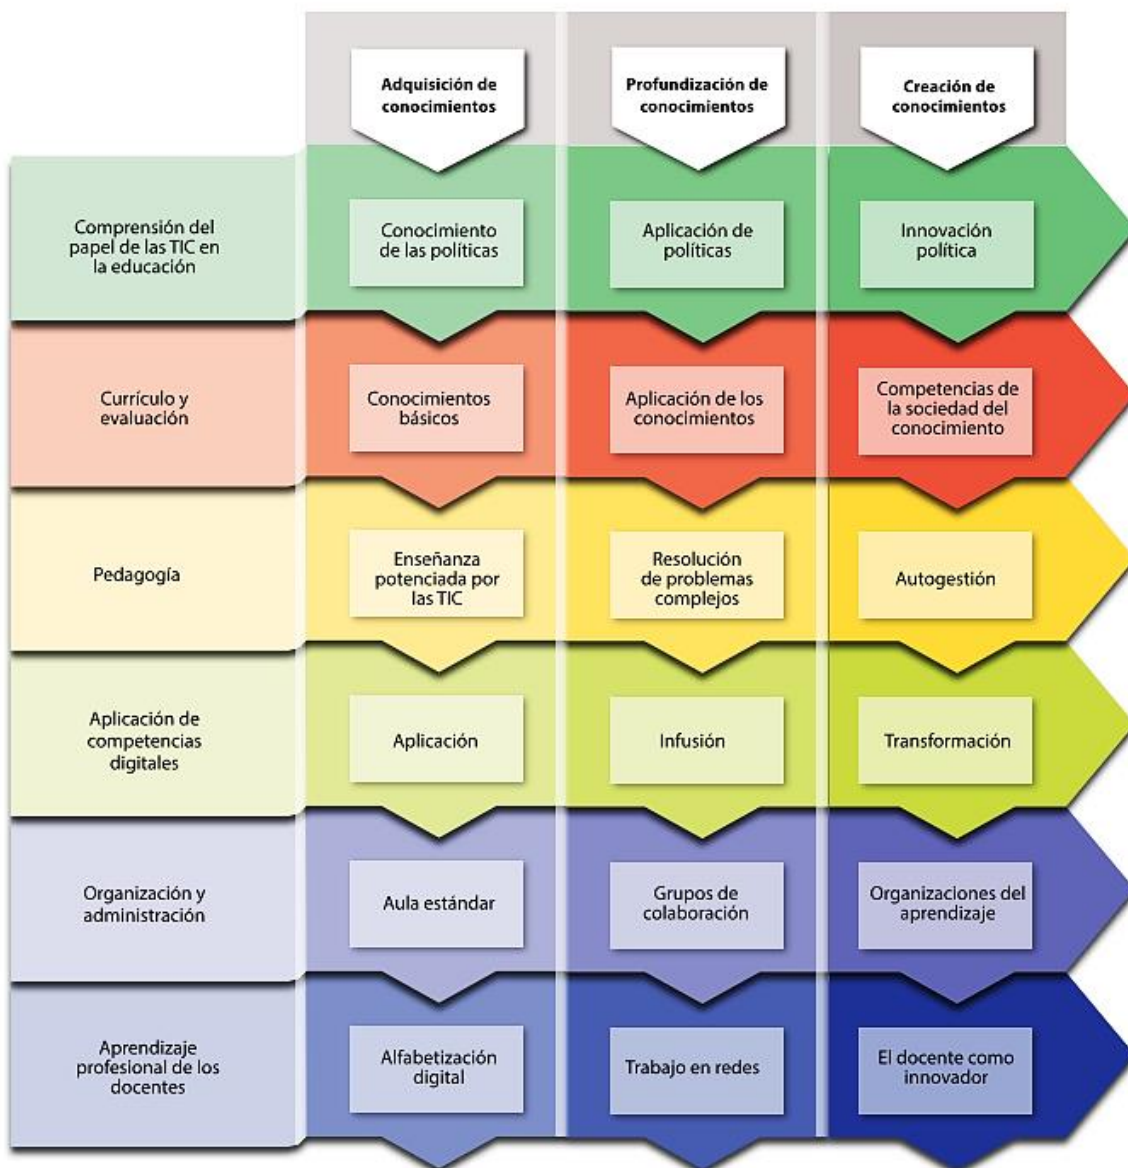 Adquisición de
conocimientos
Profundización de
conocimientos
Creación de
conocimientos
Comprensión del
papel de las TIC en
la educación
Conocimiento
de las políticas
Aplicación de
políticas
Innovación
política
Currículo y
evaluación
Conocimientos
básicos
Aplicación de los
conocimientos
Competencias de
la sociedad del
conocimiento
Pedagogía
Enseñanza
potenciada por
las TIC
Resolución
de problemas
complejos
Autogestión
Aplicación de
competencias
digitales
Aplicación
Infusión
Transformación
Organización y
administración
Aula estándar
Grupos de
colaboración
Organizaciones del
aprendizaje
Aprendizaje
profesional de los
docentes
Alfabetización
digital
Trabajo en redes
El docente como
innovador